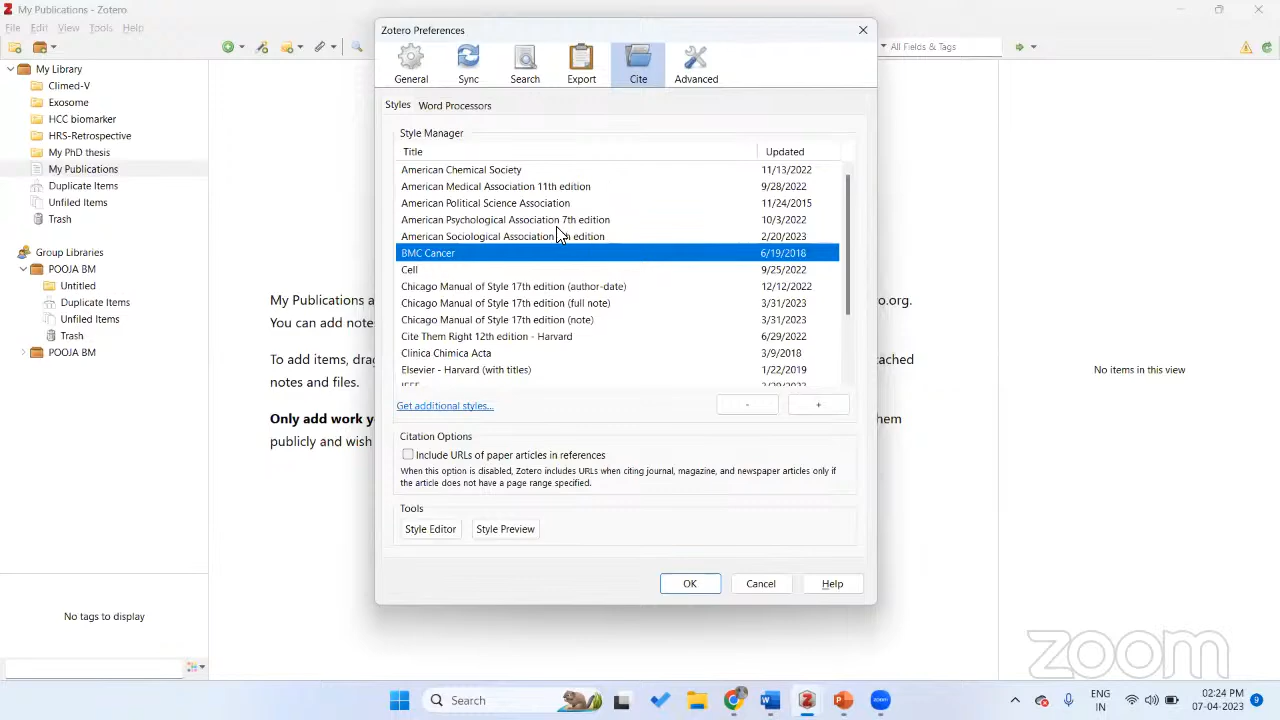 My Publications - Zotero
File Edit View Tools Help
All Fields & Tags
My Library
Climed-V
Exosome
HCC biomarker
HRS-Retrospective
My PhD thesis
My Publications
Duplicate Items
Unfiled Items
Trash
Group Libraries
POOJA BM
Untitled
Duplicate Items
Unfiled Items
Trash
POOJA BM
No tags to display
My Publications a
You can add note
To add items, drag
notes and files.
Only add work y
publicly and wish
ro.org.
tached
hem
No items in this view
Zotero Preferences
General Sync Search Export Cite Advanced
Styles Word Processors
Style Manager
Title Updated
American Chemical Society 11/13/2022
American Medical Association 11th edition 9/28/2022
American Political Science Association 11/24/2015
American Psychological Association 7th edition 10/3/2022
American Sociological Association edition 2/20/2023
BMC Cancer 6/19/2018
Cell 9/25/2022
Chicago Manual of Style 17th edition (author-date) 12/12/2022
Chicago Manual of Style 17th edition (full note) 3/31/2023
Chicago Manual of Style 17th edition (note) 3/31/2023
Cite Them Right 12th edition - Harvard 6/29/2022
Clinica Chimica Acta 3/9/2018
Elsevier - Harvard (with titles) 1/22/2019
Get additional styles...
- +
Citation Options
Include URLs of paper articles in references
When this option is disabled, Zotero includes URLs when citing journal, magazine, and newspaper articles only if
the article does not have a page range specified.
Tools
Style Editor Style Preview
OK Cancel Help
zoom
Search
zoom
ENG
IN
02:24 PM
07-04-2023
9